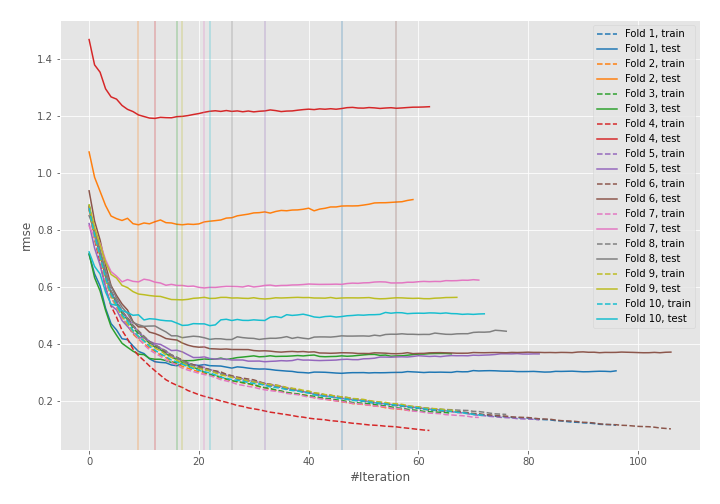 1.4
1.2
1.0
0.8
0.6
0.4
0.2
rmse
0
20
40
60
80
100
#Iteration
Fold 1, train
Fold 1, test
Fold 2, train
Fold 2, test
Fold 3, train
Fold 3, test
Fold 4, train
Fold 4, test
Fold 5, train
Fold 5, test
Fold 6, train
Fold 6, test
Fold 7, train
Fold 7, test
Fold 8, train
Fold 8, test
Fold 9, train
Fold 9, test
Fold 10, train
Fold 10, test